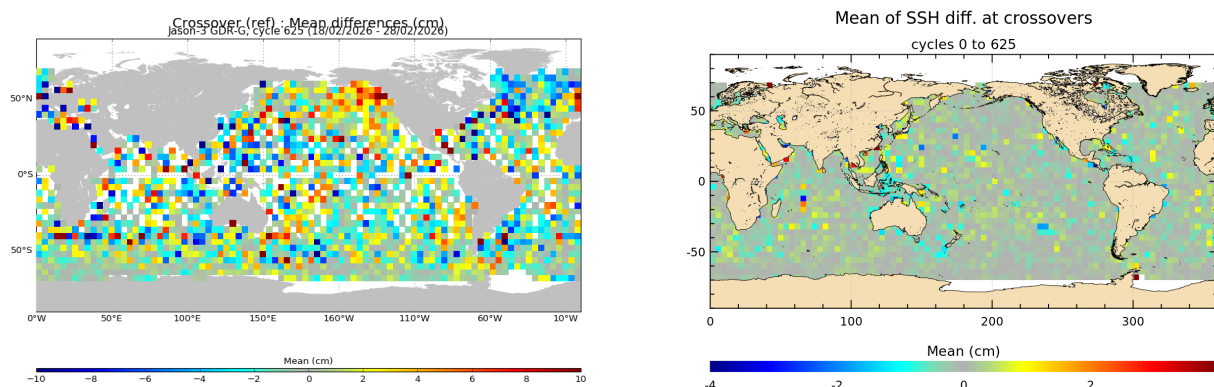 Crossover (ref) : Mean differences (cm)
Jason-3 GDR-G, cycle 625 (18/02/2026 - 28/02/2026)
50°N
0°S
50°S
0°W 50°E 100°E 150°E 160°W 110°W 60°W 10°W
Mean (cm)
−10 −8 −6 −4 −2 0 2 4 6 8 10
Mean of SSH diff. at crossovers
cycles 0 to 625
50
0
-50
0 100 200 300
Mean (cm)
-4 -2 0 2